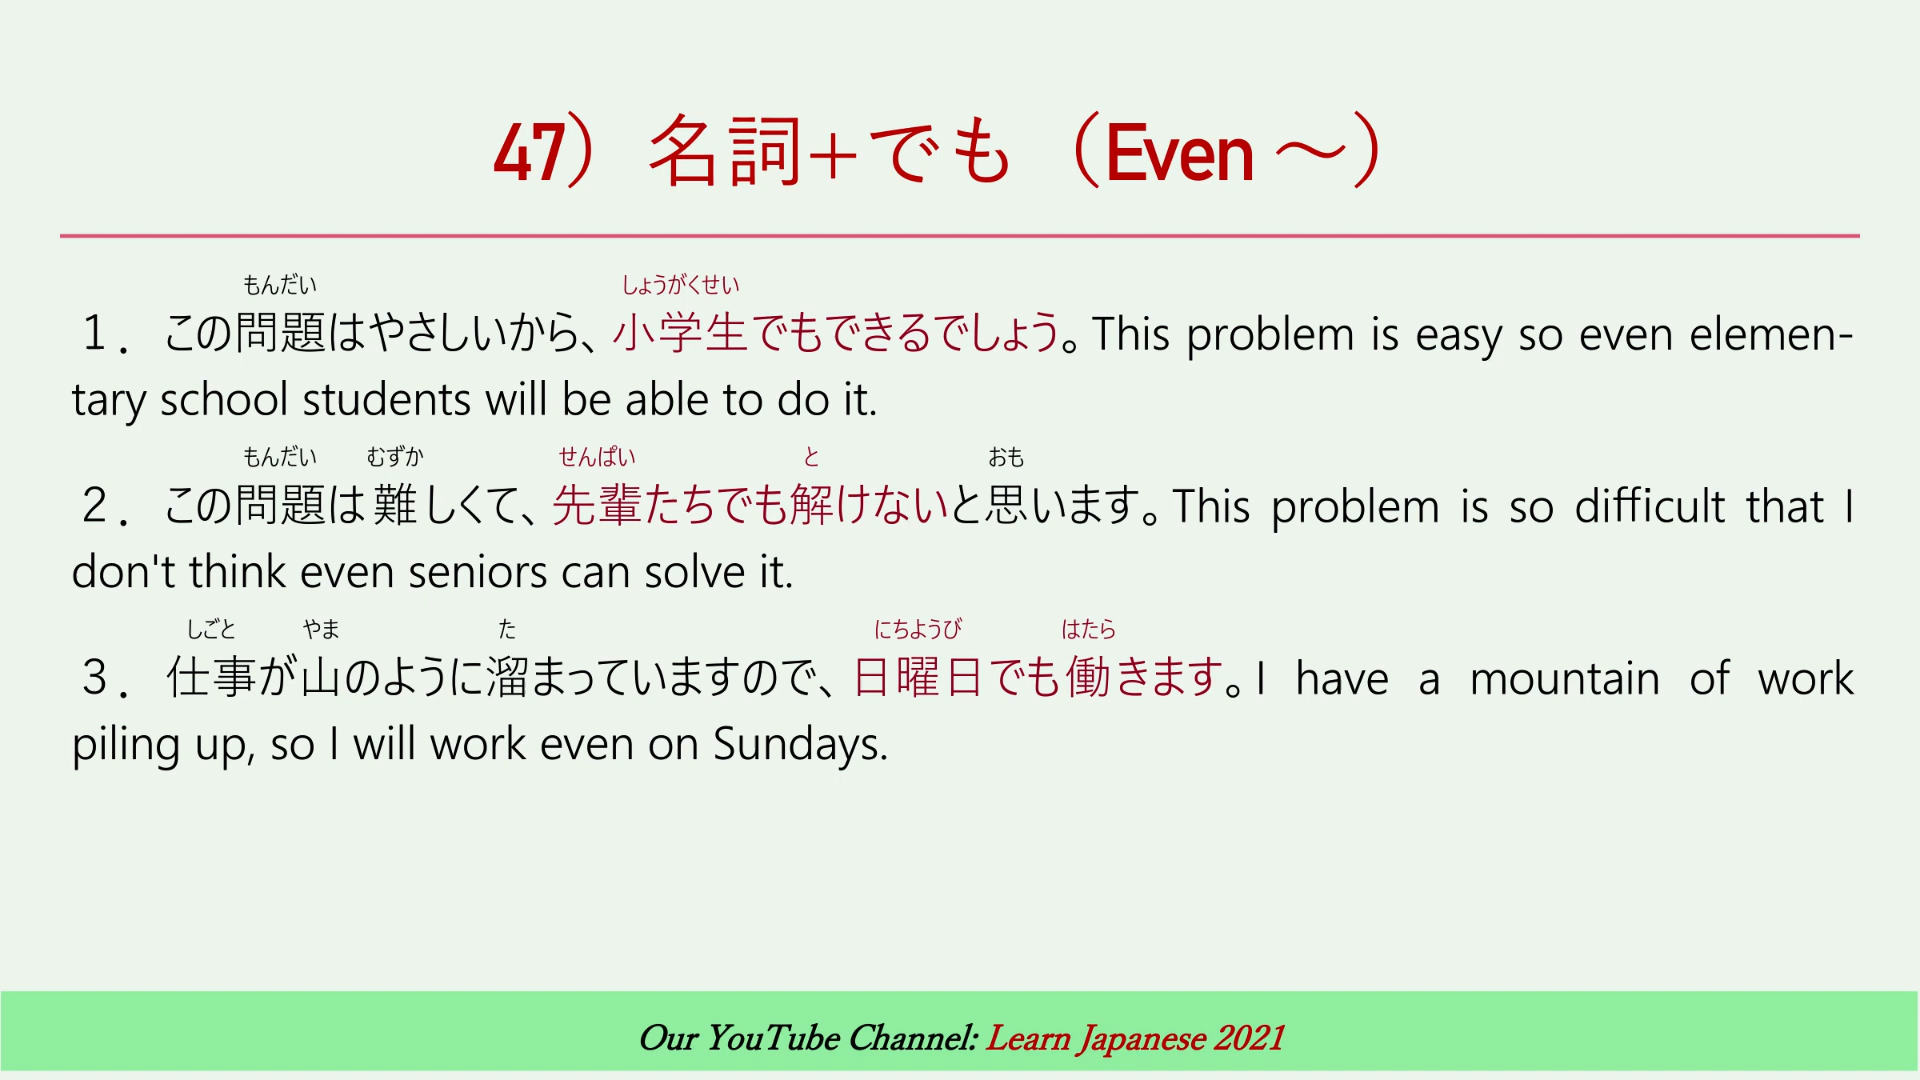 47）名詞+でも（Even ～）
もんだい しょうがくせい
１．この問題はやさしいから、小学生でもできるでしょう。This problem is easy so even elemen-
tary school students will be able to do it.
もんだい むずか せんぱい と おも
２．この問題は難しくて、先輩たちでも解けないと思います。This problem is so difficult that I
don't think even seniors can solve it.
しごと やま た にちようび はたら
３．仕事が山のように溜まっていますので、日曜日でも働きます。I have a mountain of work
piling up, so I will work even on Sundays.
Our YouTube Channel: Learn Japanese 2021